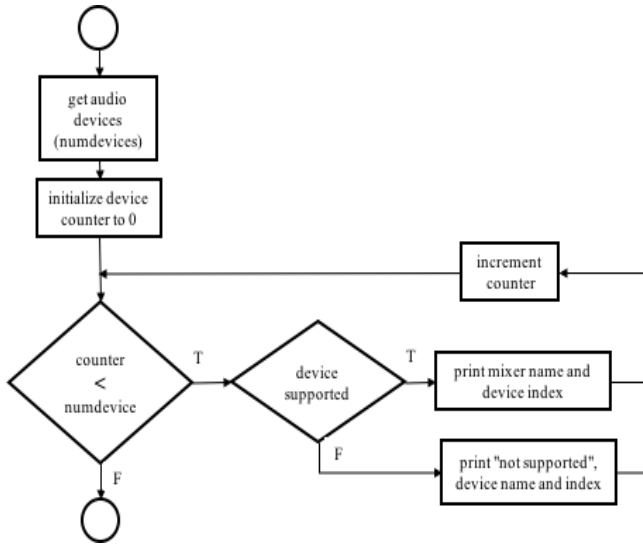 get audio
devices
(numdevices)
initialize device
counter to 0
increment
counter
counter
<
numdevice
T
device
supported
T
print mixer name and
device index
F
print "not supported",
device name and index
F